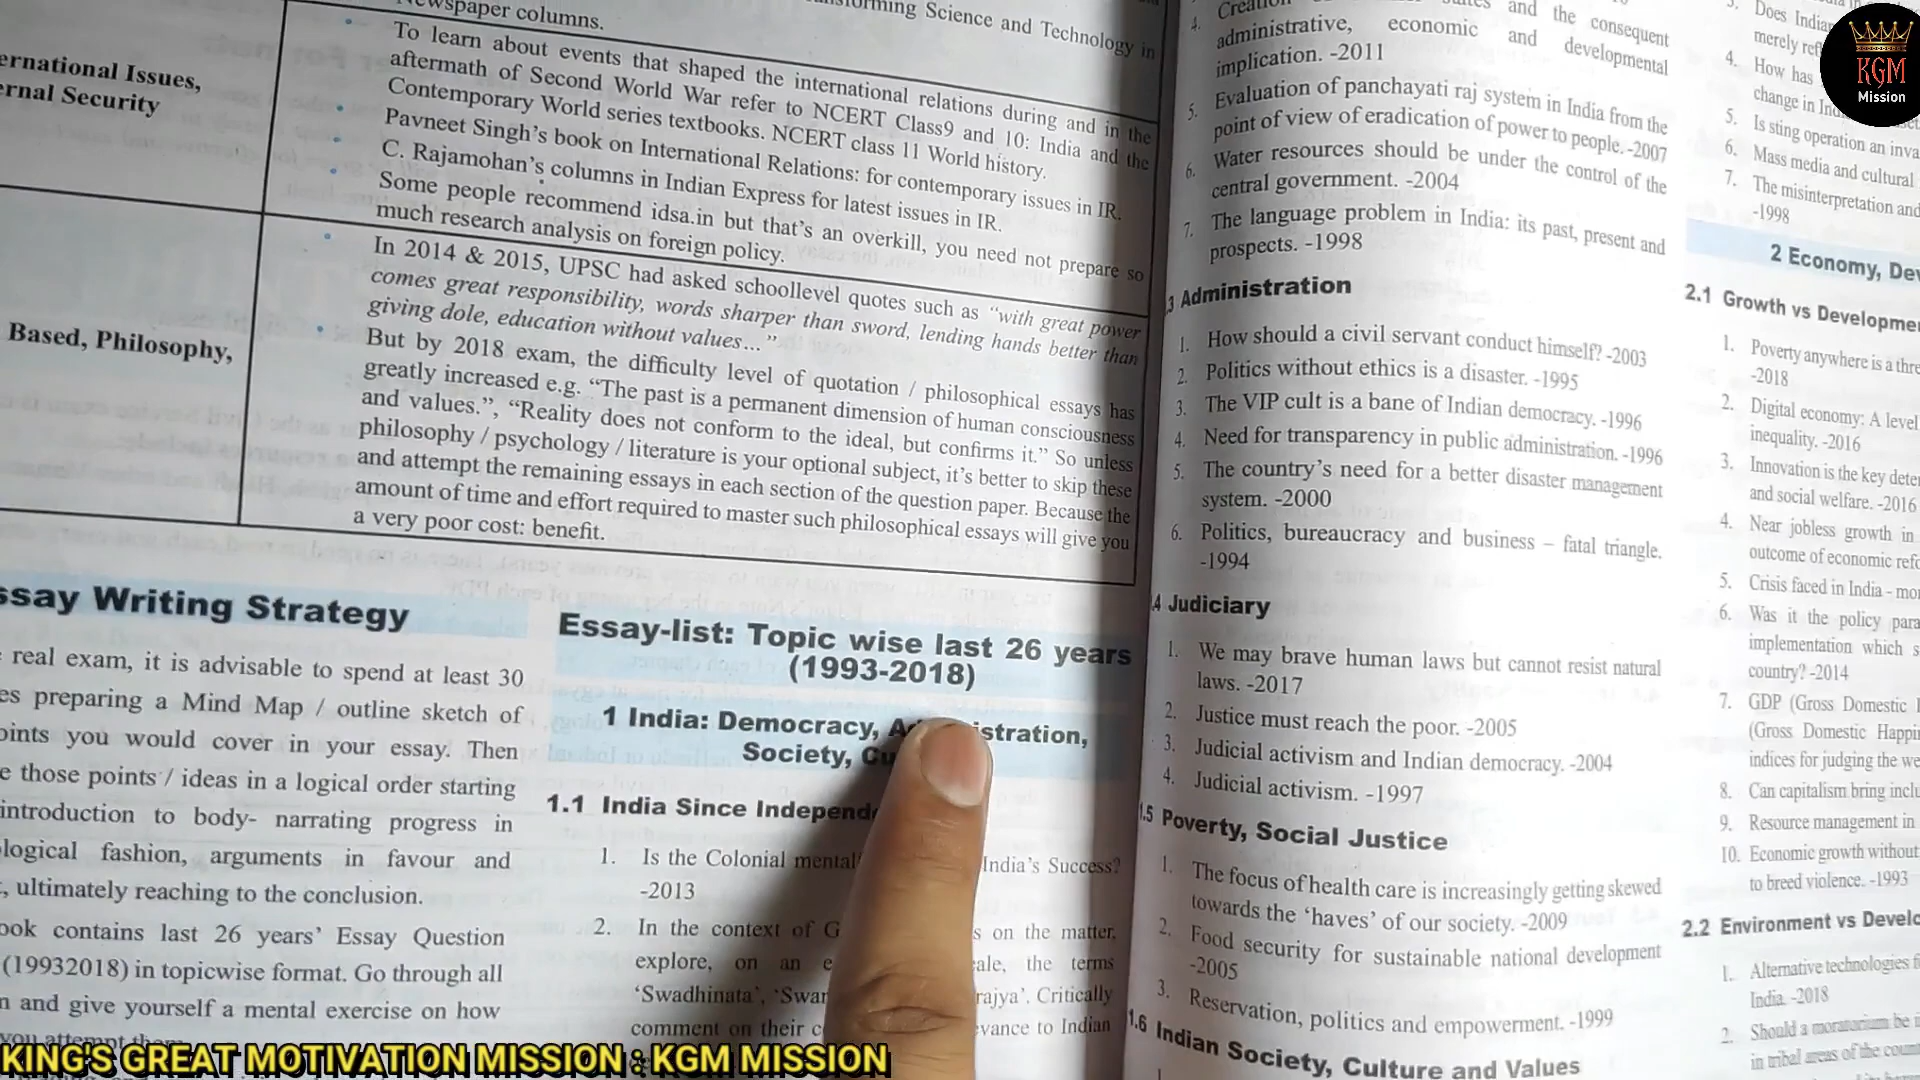 Newspaper columns.
Science and Technology in
To learn about events that shaped the international relations during and in the
aftermath of Second World War refer to NCERT Class9 and 10: India and the
Contemporary World series textbooks. NCERT class 11 World history.
Pavneet Singh's book on International Relations: for contemporary issues in IR.
C. Rajamohan's columns in Indian Express for latest issues in IR.
Some people recommend idsa.in but that's an overkill, you need not prepare so
much research analysis on foreign policy.
ernational Issues,
ernal Security
In 2014 & 2015, UPSC had asked schoollevel quotes such as "with great power
comes great responsibility, words sharper than sword, lending hands better than
giving dole, education without values..."
But by 2018 exam, the difficulty level of quotation / philosophical essays has
greatly increased e.g. "The past is a permanent dimension of human consciousness
and values.", "Reality does not conform to the ideal, but confirms it." So unless
philosophy / psychology / literature is your optional subject, it's better to skip these
and attempt the remaining essays in each section of the question paper. Because the
amount of time and effort required to master such philosophical essays will give you
a very poor cost: benefit.
Based, Philosophy,
ssay Writing Strategy
real exam, it is advisable to spend at least 30
es preparing a Mind Map / outline sketch of
oints you would cover in your essay. Then
e those points / ideas in a logical order starting
introduction to body- narrating progress in
logical fashion, arguments in favour and
, ultimately reaching to the conclusion.
ook contains last 26 years' Essay Question
(19932018) in topicwise format. Go through all
n and give yourself a mental exercise on how
you attempt them
Essay-list: Topic wise last 26 years
(1993-2018)
1 India: Democracy, A istration,
Society, Cu
1.1 India Since Independ
1. Is the Colonial mental India's Success?
-2013
2. In the context of G s on the matter,
explore, on an e ale, the terms
'Swadhinata', 'Swar rajya'. Critically
comment on their c vance to Indian
4. Creation and the consequent
administrative, economic and developmental
implication. -2011
5. Evaluation of panchayati raj system in India from the
point of view of eradication of power to people. -2007
6. Water resources should be under the control of the
central government. -2004
7. The language problem in India: its past, present and
prospects. -1998
3 Administration
1. How should a civil servant conduct himself? -2003
2. Politics without ethics is a disaster. -1995
3. The VIP cult is a bane of Indian democracy. -1996
4. Need for transparency in public administration. -1996
5. The country's need for a better disaster management
system. -2000
6. Politics, bureaucracy and business – fatal triangle.
-1994
.4 Judiciary
1. We may brave human laws but cannot resist natural
laws. -2017
2. Justice must reach the poor. -2005
3. Judicial activism and Indian democracy. -2004
4. Judicial activism. -1997
1.5 Poverty, Social Justice
1. The focus of health care is increasingly getting skewed
towards the 'haves' of our society. -2009
2. Food security for sustainable national development
-2005
3. Reservation, politics and empowerment. -1999
1.6 Indian Society, Culture and Values
3. Does Indian
merely ref
4. How has
change in Ind
5. Is sting operation an inva
6. Mass media and cultural
7. The misinterpretation and
-1998
2 Economy, Dev
2.1 Growth vs Developme
1. Poverty anywhere is a thre
-2018
2. Digital economy: A level
inequality. -2016
3. Innovation is the key dete
and social welfare. -2016
4. Near jobless growth in
outcome of economic refo
5. Crisis faced in India - mo
6. Was it the policy para
implementation which s
country? -2014
7. GDP (Gross Domestic
(Gross Domestic Happi
indices for judging the we
8. Can capitalism bring inclu
9. Resource management in
10. Economic growth without
to breed violence. -1993
2.2 Environment vs Develo
1. Alternative technologies f
India. -2018
2. Should a moratorium be i
in tribal areas of the coun
KGM
Mission
KING'S GREAT MOTIVATION MISSION : KGM MISSION